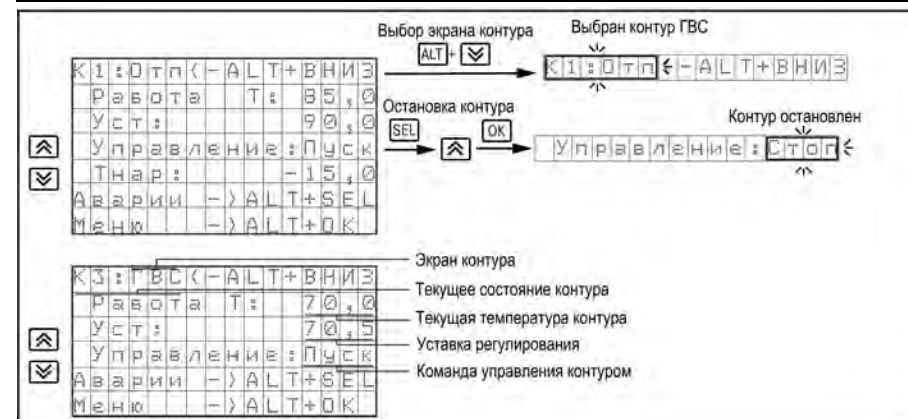 Выбор экрана контура
ALT + 
Выбран контур ГВС
К1:Отп<-ALT+ВНИЗ
Работа Т: 85,0
Уст: 90,0
Управление:Пуск
Тнар: -15,0
Аварии ->ALT+SEL
Меню ->ALT+OK
К1:Отп<-ALT+ВНИЗ
Остановка контура
SEL
OK
Контур остановлен
Управление:Стоп
К3:ГВС<-ALT+ВНИЗ
Работа Т: 70,0
Уст: 70,5
Управление:Пуск
Аварии ->ALT+SEL
Меню ->ALT+OK
Экран контура
Текущее состояние контура
Текущая температура контура
Уставка регулирования
Команда управления контуром